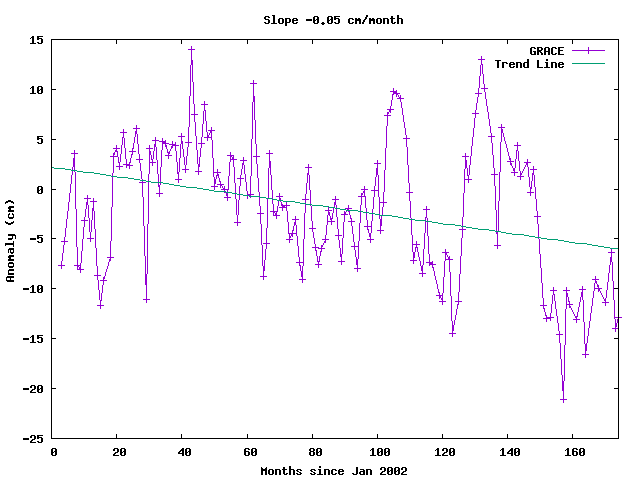 Slope -0.05 cm/month
GRACE
Trend Line
15
10
5
0
-5
-10
-15
-20
-25
Anomaly (cm)
0 20 40 60 80 100 120 140 160
Months since Jan 2002